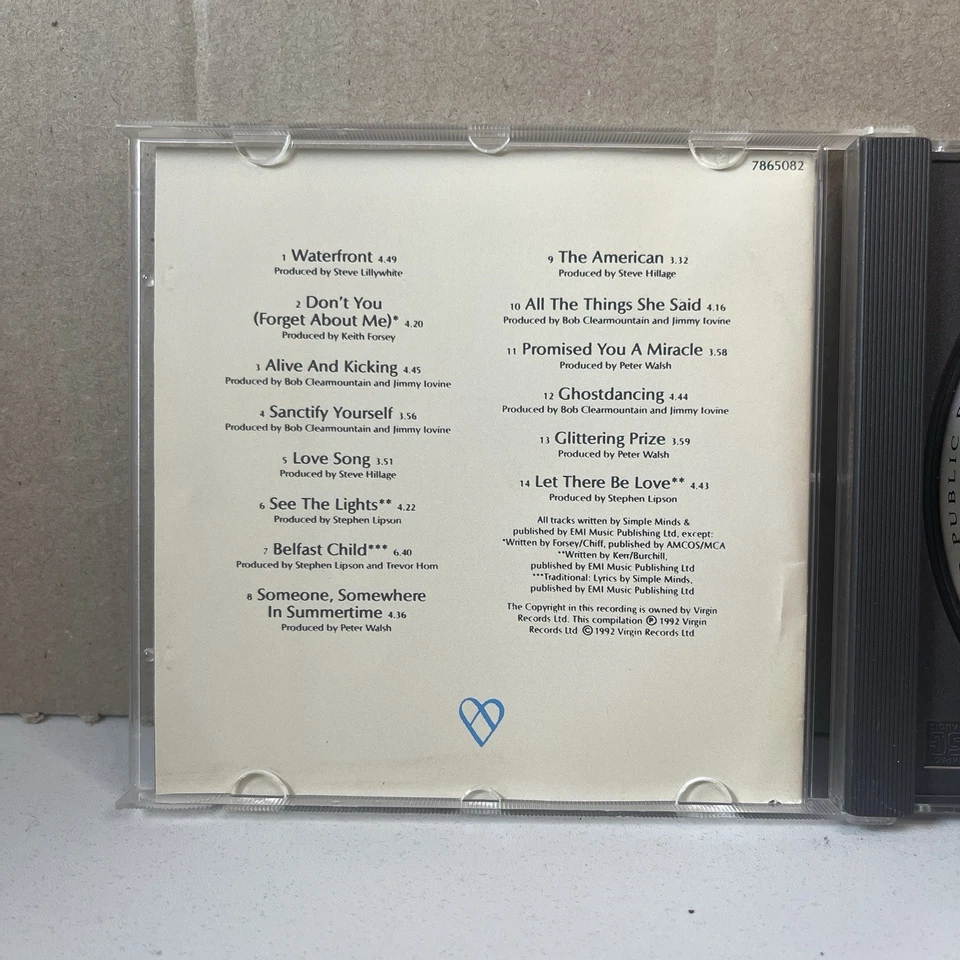 7865082
1 Waterfront 4.49
Produced by Steve Lillywhite
2 Don't You
(Forget About Me)* 4.20
Produced by Keith Forsey
3 Alive And Kicking 4.45
Produced by Bob Clearmountain and Jimmy Iovine
4 Sanctify Yourself 3.56
Produced by Bob Clearmountain and Jimmy Iovine
5 Love Song 3.51
Produced by Steve Hillage
6 See The Lights** 4.22
Produced by Stephen Lipson
7 Belfast Child*** 6.40
Produced by Stephen Lipson and Trevor Horn
8 Someone, Somewhere
In Summertime 4.36
Produced by Peter Walsh
9 The American 3.32
Produced by Steve Hillage
10 All The Things She Said 4.16
Produced by Bob Clearmountain and Jimmy Iovine
11 Promised You A Miracle 3.58
Produced by Peter Walsh
12 Ghostdancing 4.44
Produced by Bob Clearmountain and Jimmy Iovine
13 Glittering Prize 3.59
Produced by Peter Walsh
14 Let There Be Love** 4.43
Produced by Stephen Lipson
All tracks written by Simple Minds &
published by EMI Music Publishing Ltd, except:
*Written by Forsey/Chiff, published by AMCOS/MCA
**Written by Kerr/Burchill,
published by EMI Music Publishing Ltd
***Traditional: Lyrics by Simple Minds,
published by EMI Music Publishing Ltd
The Copyright in this recording is owned by Virgin
Records Ltd. This compilation ℗ 1992 Virgin
Records Ltd © 1992 Virgin Records Ltd
PUBLIC